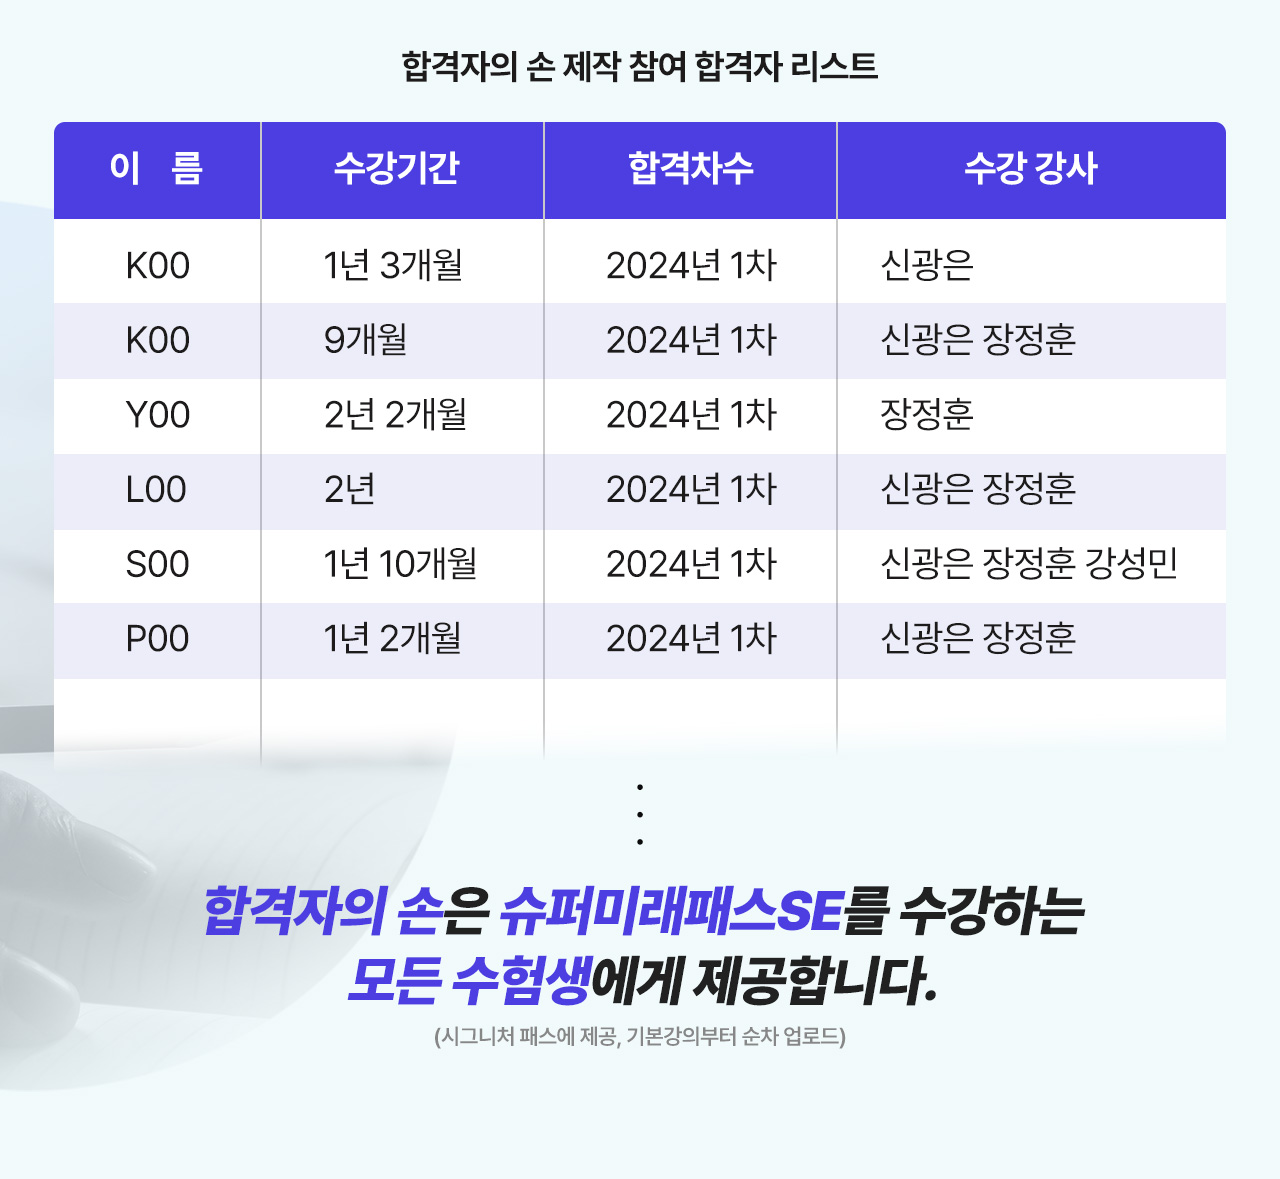 합격자의 손 제작 참여 합격자 리스트
이 름 수강기간 합격차수 수강 강사
K00 1년 3개월 2024년 1차 신광은
K00 9개월 2024년 1차 신광은 장정훈
Y00 2년 2개월 2024년 1차 장정훈
L00 2년 2024년 1차 신광은 장정훈
S00 1년 10개월 2024년 1차 신광은 장정훈 강성민
P00 1년 2개월 2024년 1차 신광은 장정훈
합격자의 손은 슈퍼미래패스SE를 수강하는
모든 수험생에게 제공합니다.
(시그니처 패스에 제공, 기본강의부터 순차 업로드)